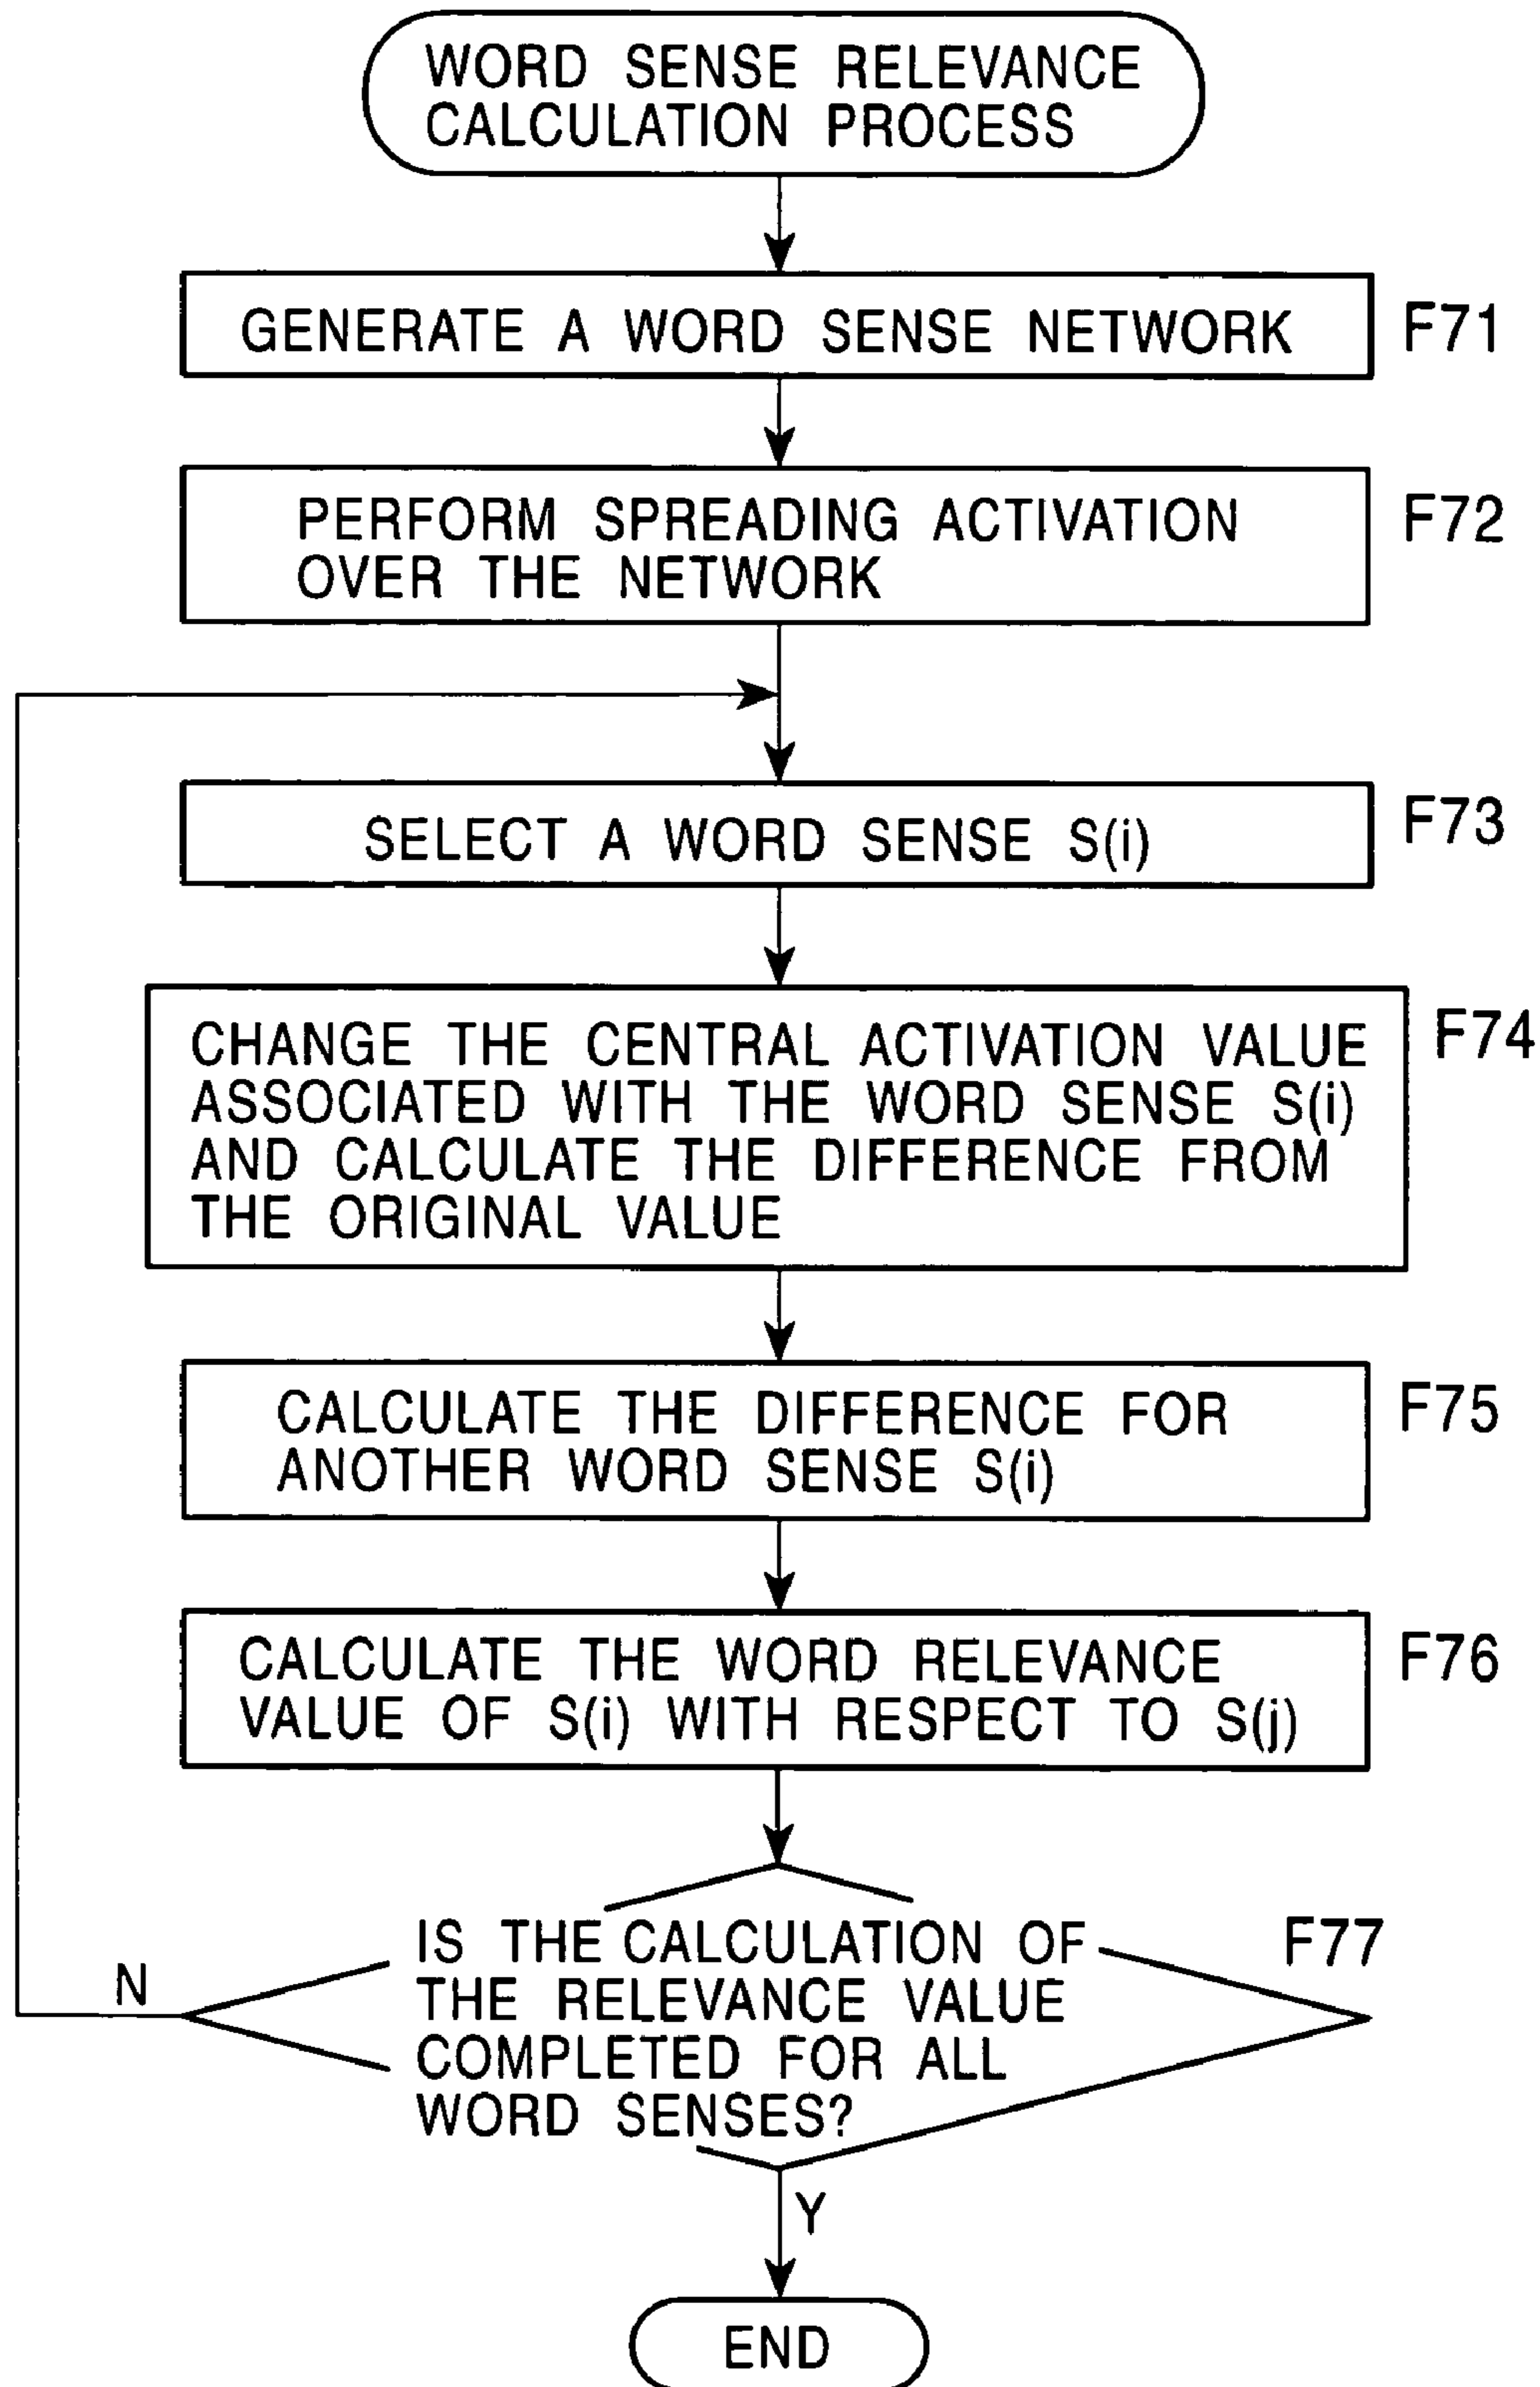 WORD SENSE RELEVANCE
CALCULATION PROCESS
GENERATE A WORD SENSE NETWORK
F71
PERFORM SPREADING ACTIVATION
OVER THE NETWORK
F72
SELECT A WORD SENSE S(i)
F73
CHANGE THE CENTRAL ACTIVATION VALUE
ASSOCIATED WITH THE WORD SENSE S(i)
AND CALCULATE THE DIFFERENCE FROM
THE ORIGINAL VALUE
F74
CALCULATE THE DIFFERENCE FOR
ANOTHER WORD SENSE S(i)
F75
CALCULATE THE WORD RELEVANCE
VALUE OF S(i) WITH RESPECT TO S(j)
F76
IS THE CALCULATION OF
THE RELEVANCE VALUE
COMPLETED FOR ALL
WORD SENSES?
F77
N
Y
END